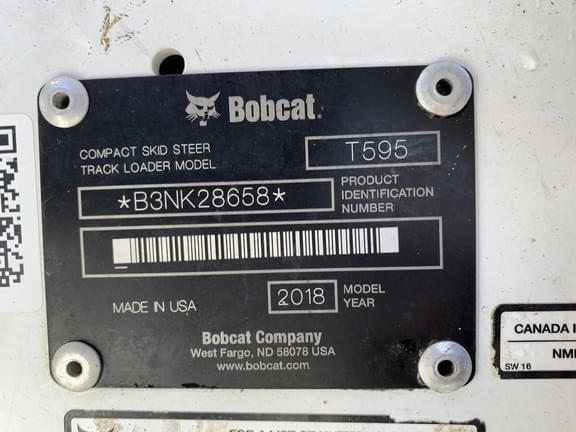 Bobcat.
COMPACT SKID STEER
TRACK LOADER MODEL
T595
*B3NK28658*
PRODUCT
IDENTIFICATION
NUMBER
MADE IN USA
2018
MODEL
YEAR
Bobcat Company
West Fargo, ND 58078 USA
www.bobcat.com
CANADA
SW 16